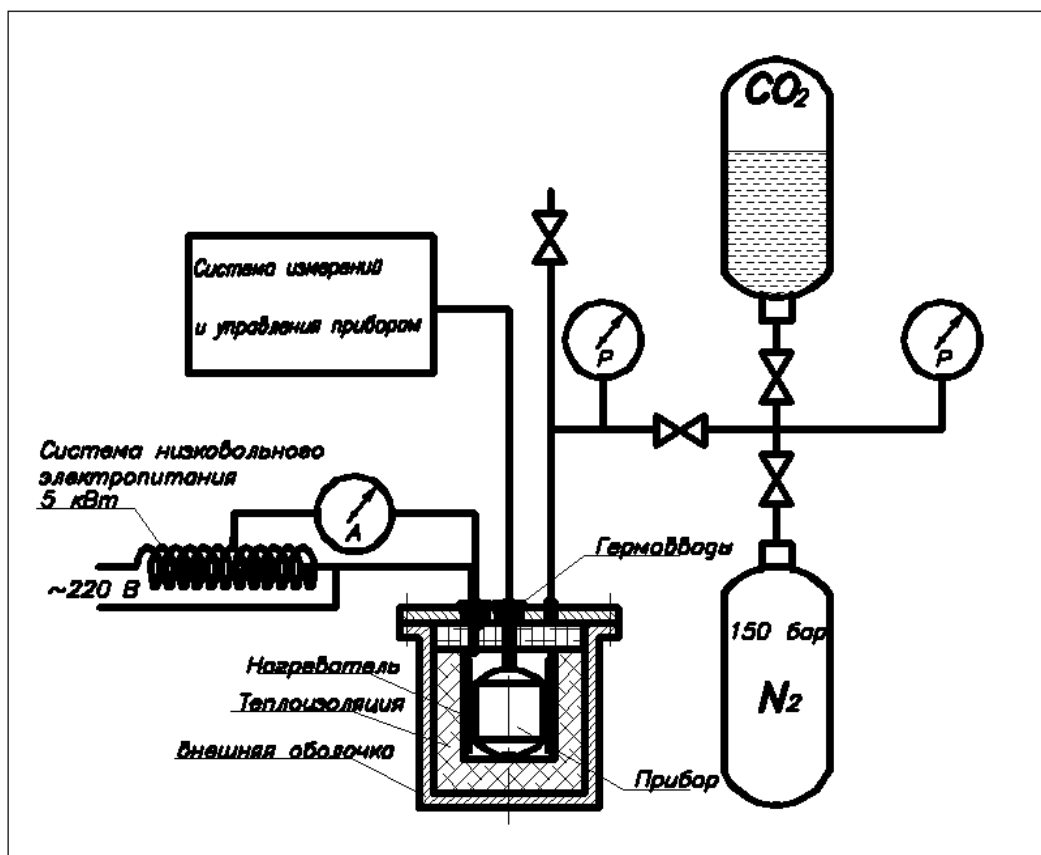 CO₂
Система измерений
и управления прибором
P
P
Система низковольного
электропитания
5 кВт
A
~220 В
Гермовводы
150 бар
N₂
Нагреватель
Теплоизоляция
Внешняя оболочка
Прибор